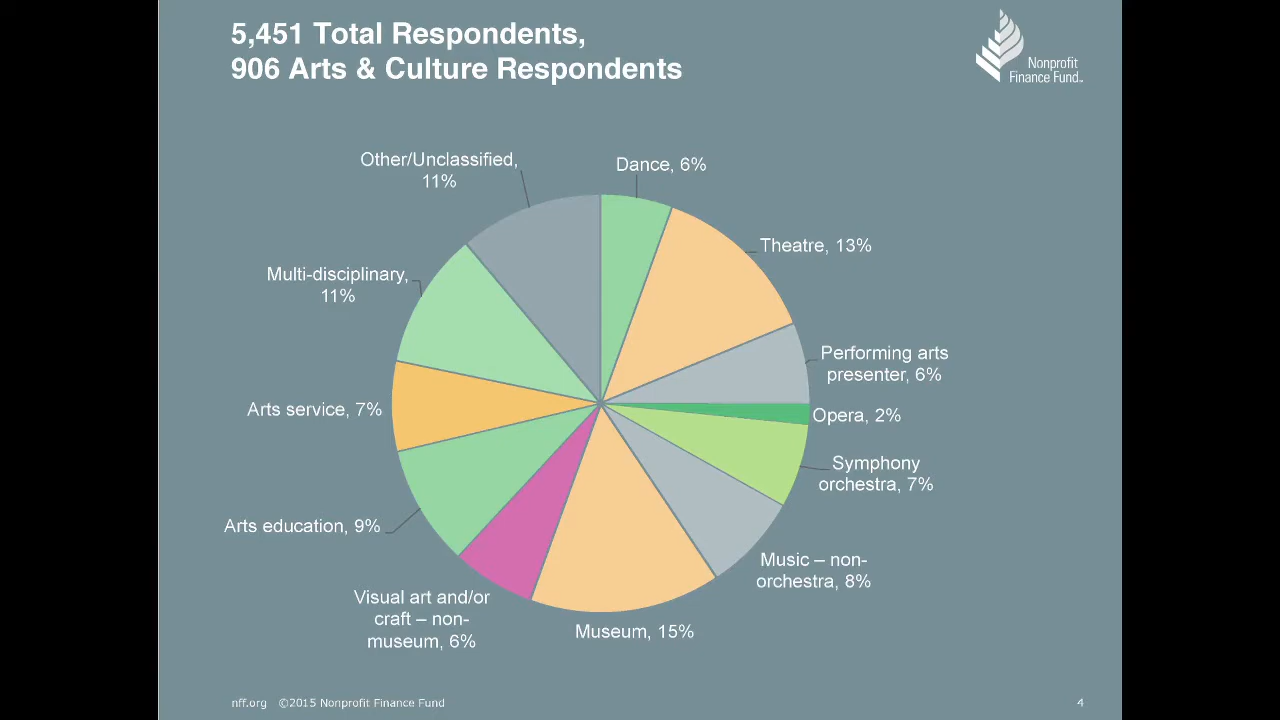 5,451 Total Respondents,
906 Arts & Culture Respondents
Nonprofit
Finance Fund
Other/Unclassified,
11%
Dance, 6%
Theatre, 13%
Multi-disciplinary,
11%
Performing arts
presenter, 6%
Arts service, 7%
Opera, 2%
Symphony
orchestra, 7%
Arts education, 9%
Music – non-
orchestra, 8%
Visual art and/or
craft – non-
museum, 6%
Museum, 15%
nff.org ©2015 Nonprofit Finance Fund
4